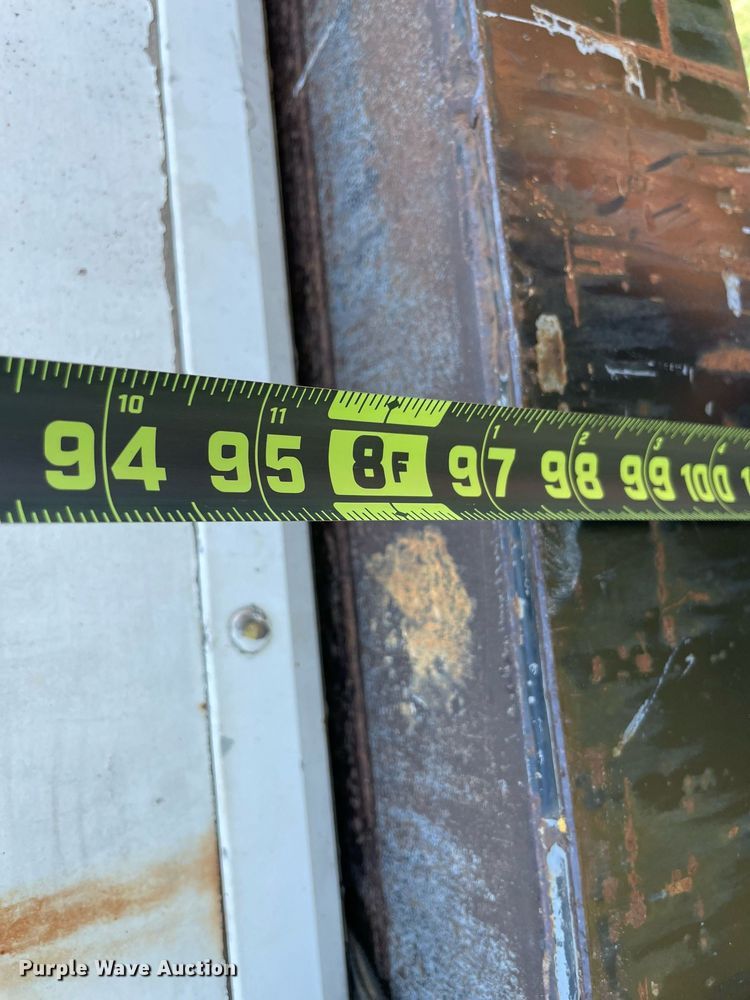 10 11 1 2 3 4
94 95 8F 97 98 99 100
Purple Wave Auction